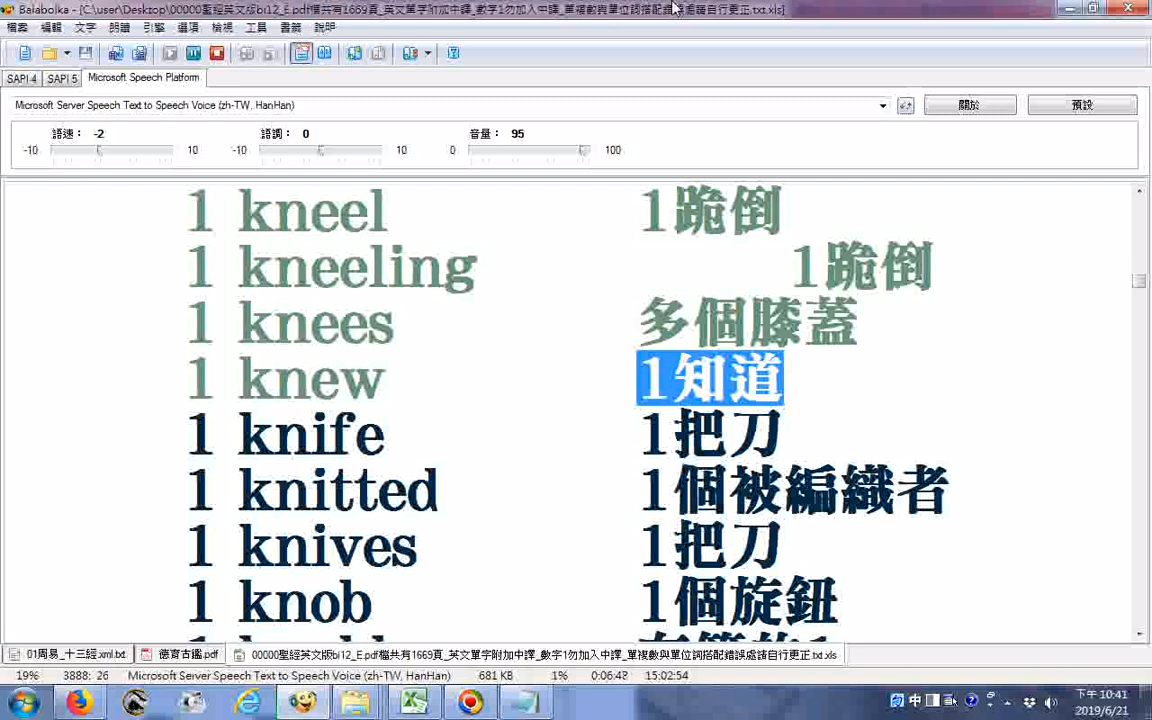 Balabolka - [C:\user\Desktop\00000聖經英文版bi12_E.pdf檔共有1669頁_英文單字附加中譯_數字1勿加入中譯_單複數與單位詞搭配錯誤處請自行更正.txt.xls]
檔案 編輯 文字 朗讀 引擎 選項 檢視 工具 書籤 說明
SAPI 4 SAPI 5 Microsoft Speech Platform
Microsoft Server Speech Text to Speech Voice (zh-TW, HanHan) 關於 預設
語速： -2 語調： 0 音量： 95
-10 10 -10 10 0 100
1 kneel 1跪倒
1 kneeling 1跪倒
1 knees 多個膝蓋
1 knew 1知道
1 knife 1把刀
1 knitted 1個被編織者
1 knives 1把刀
1 knob 1個旋鈕
01周易_十三經.xml.txt 德育古鑑.pdf 00000聖經英文版bi12_E.pdf檔共有1669頁_英文單字附加中譯_數字1勿加入中譯_單複數與單位詞搭配錯誤處請自行更正.txt.xls
19% 3888: 26 Microsoft Server Speech Text to Speech Voice (zh-TW, HanHan) 681 KB 1% 0:06:48 15:02:54
中 下午 10:41
2019/6/21